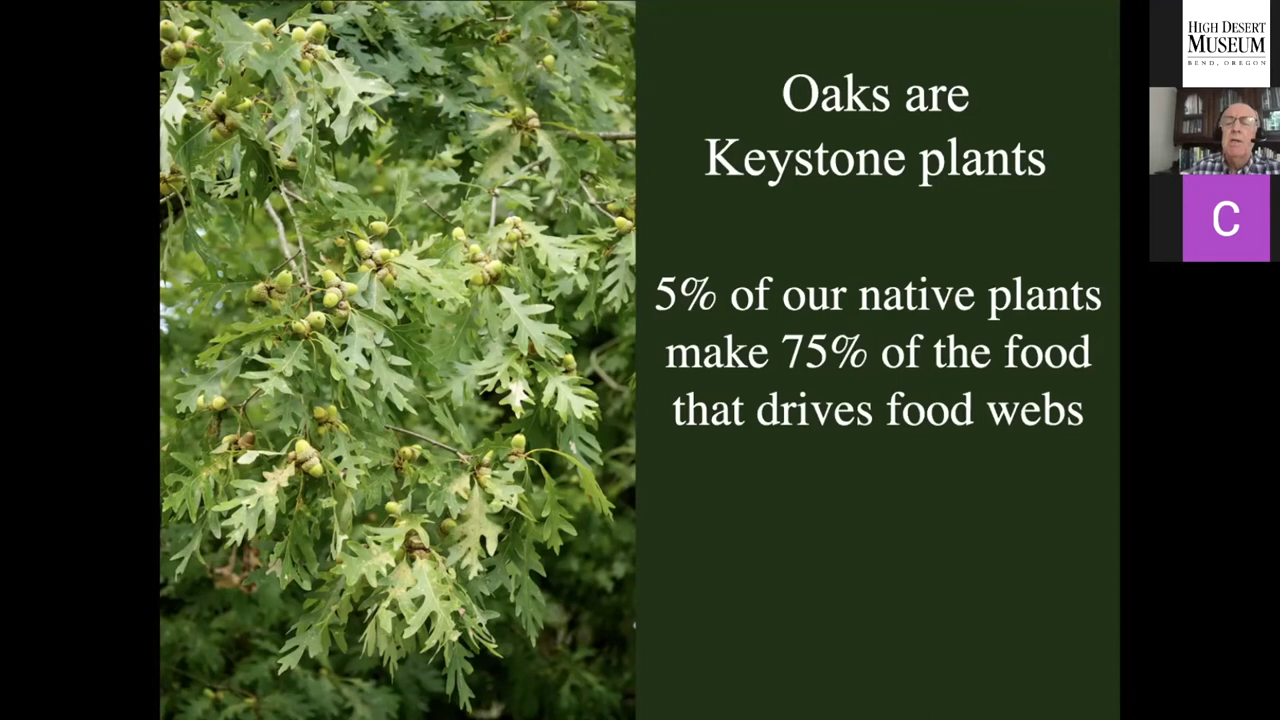 Oaks are
Keystone plants
5% of our native plants
make 75% of the food
that drives food webs
HIGH DESERT
MUSEUM
BEND, OREGON
C